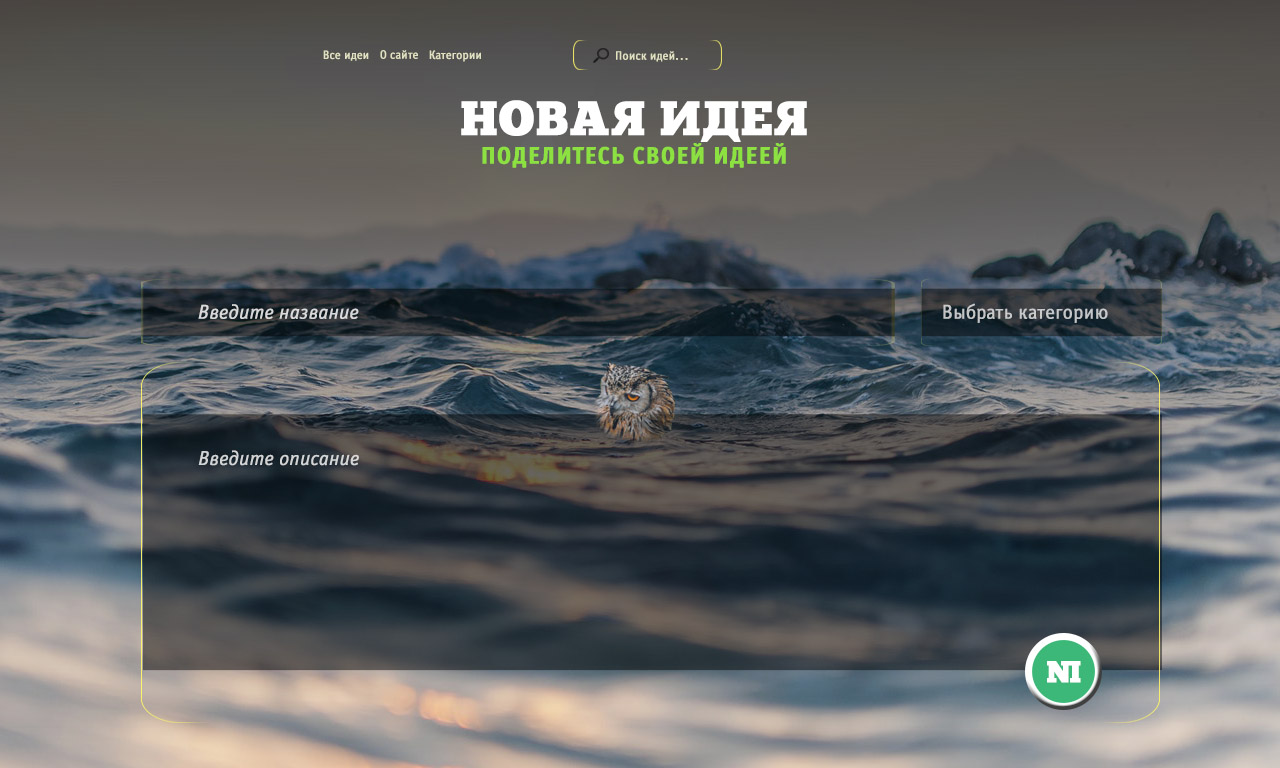 Все идеи О сайте Категории
Поиск идей...
НОВАЯ ИДЕЯ
ПОДЕЛИТЕСЬ СВОЕЙ ИДЕЕЙ
Введите название
Выбрать категорию
Введите описание
NI